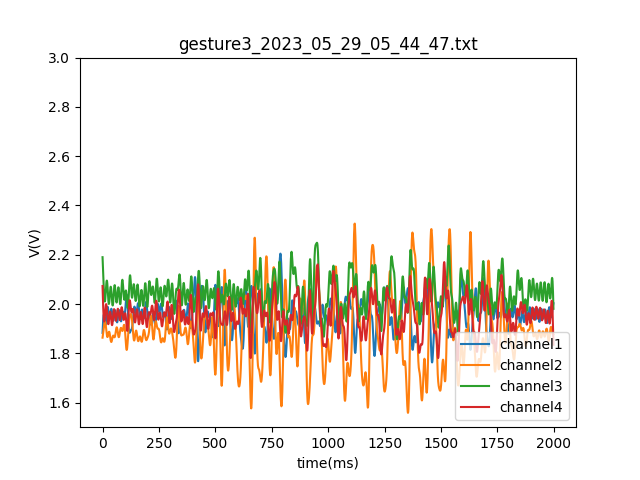 gesture3_2023_05_29_05_44_47.txt
3.0
2.8
2.6
2.4
2.2
2.0
1.8
1.6
V(V)
0 250 500 750 1000 1250 1500 1750 2000
time(ms)
channel1
channel2
channel3
channel4